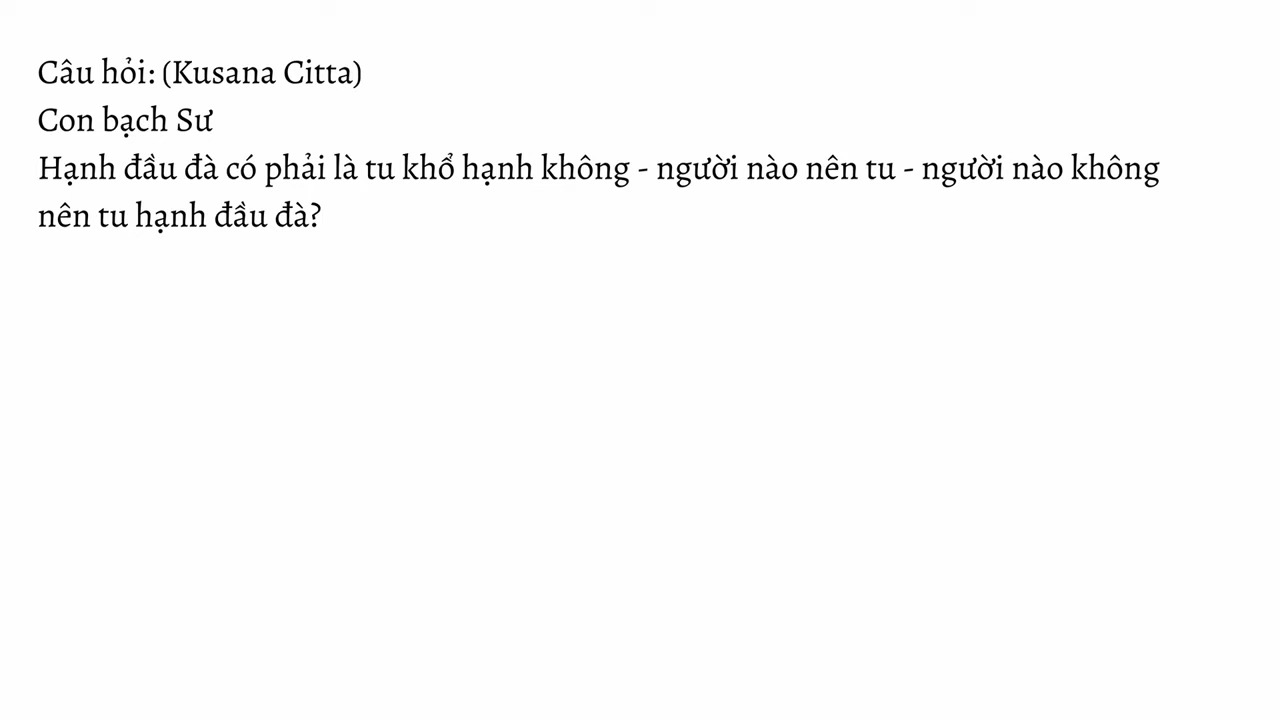 Câu hỏi: (Kusana Citta)
Con bạch Sư
Hạnh đầu đà có phải là tu khổ hạnh không - người nào nên tu - người nào không
nên tu hạnh đầu đà?